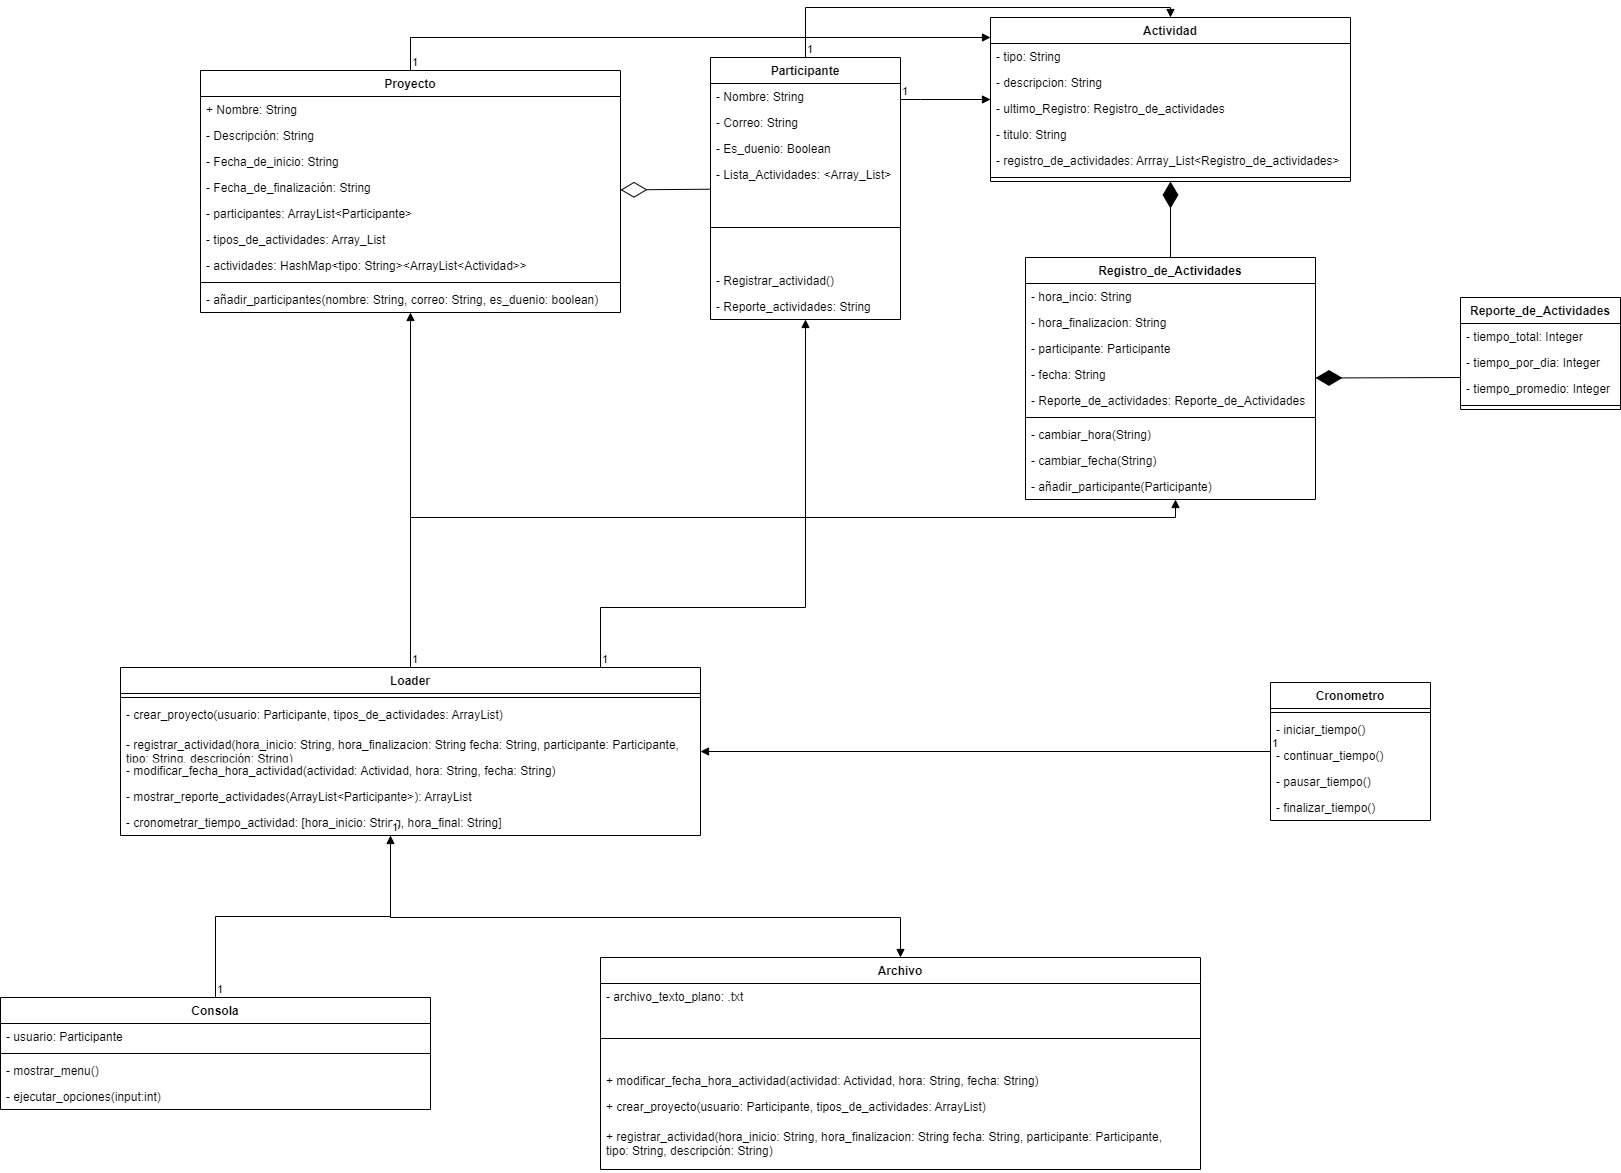 Proyecto
+ Nombre: String
- Descripción: String
- Fecha_de_inicio: String
- Fecha_de_finalización: String
- participantes: ArrayList<Participante>
- tipos_de_actividades: Array_List
- actividades: HashMap<tipo: String><ArrayList<Actividad>>
- añadir_participantes(nombre: String, correo: String, es_duenio: boolean)
1
Participante
- Nombre: String
- Correo: String
- Es_duenio: Boolean
- Lista_Actividades: <Array_List>
- Registrar_actividad()
- Reporte_actividades: String
1
1
Actividad
- tipo: String
- descripcion: String
- ultimo_Registro: Registro_de_actividades
- titulo: String
- registro_de_actividades: Arrray_List<Registro_de_actividades>
Registro_de_Actividades
- hora_incio: String
- hora_finalizacion: String
- participante: Participante
- fecha: String
- Reporte_de_actividades: Reporte_de_Actividades
- cambiar_hora(String)
- cambiar_fecha(String)
- añadir_participante(Participante)
Reporte_de_Actividades
- tiempo_total: Integer
- tiempo_por_dia: Integer
- tiempo_promedio: Integer
1
1
Loader
- crear_proyecto(usuario: Participante, tipos_de_actividades: ArrayList)
- registrar_actividad(hora_inicio: String, hora_finalizacion: String fecha: String, participante: Participante,
tipo: String, descripción: String)
- modificar_fecha_hora_actividad(actividad: Actividad, hora: String, fecha: String)
- mostrar_reporte_actividades(ArrayList<Participante>): ArrayList
- cronometrar_tiempo_actividad: [hora_inicio: String, hora_final: String]
1
Cronometro
- iniciar_tiempo()
1
- continuar_tiempo()
- pausar_tiempo()
- finalizar_tiempo()
1
Consola
- usuario: Participante
- mostrar_menu()
- ejecutar_opciones(input:int)
Archivo
- archivo_texto_plano: .txt
+ modificar_fecha_hora_actividad(actividad: Actividad, hora: String, fecha: String)
+ crear_proyecto(usuario: Participante, tipos_de_actividades: ArrayList)
+ registrar_actividad(hora_inicio: String, hora_finalizacion: String fecha: String, participante: Participante,
tipo: String, descripción: String)